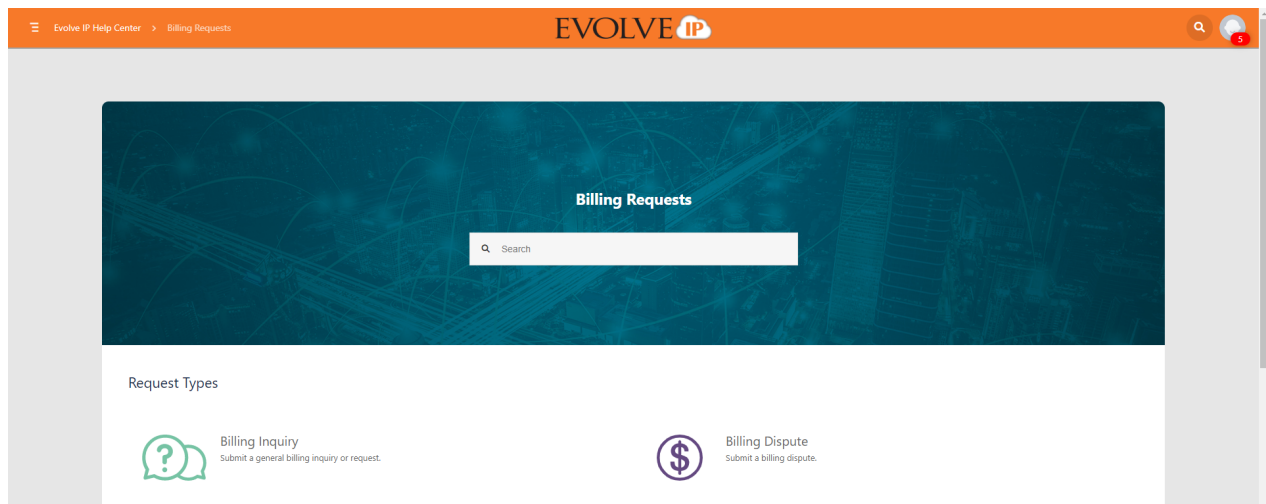 Evolve IP Help Center > Billing Requests
EVOLVE IP
5
Billing Requests
Search
Request Types
Billing Inquiry
Submit a general billing inquiry or request.
Billing Dispute
Submit a billing dispute.